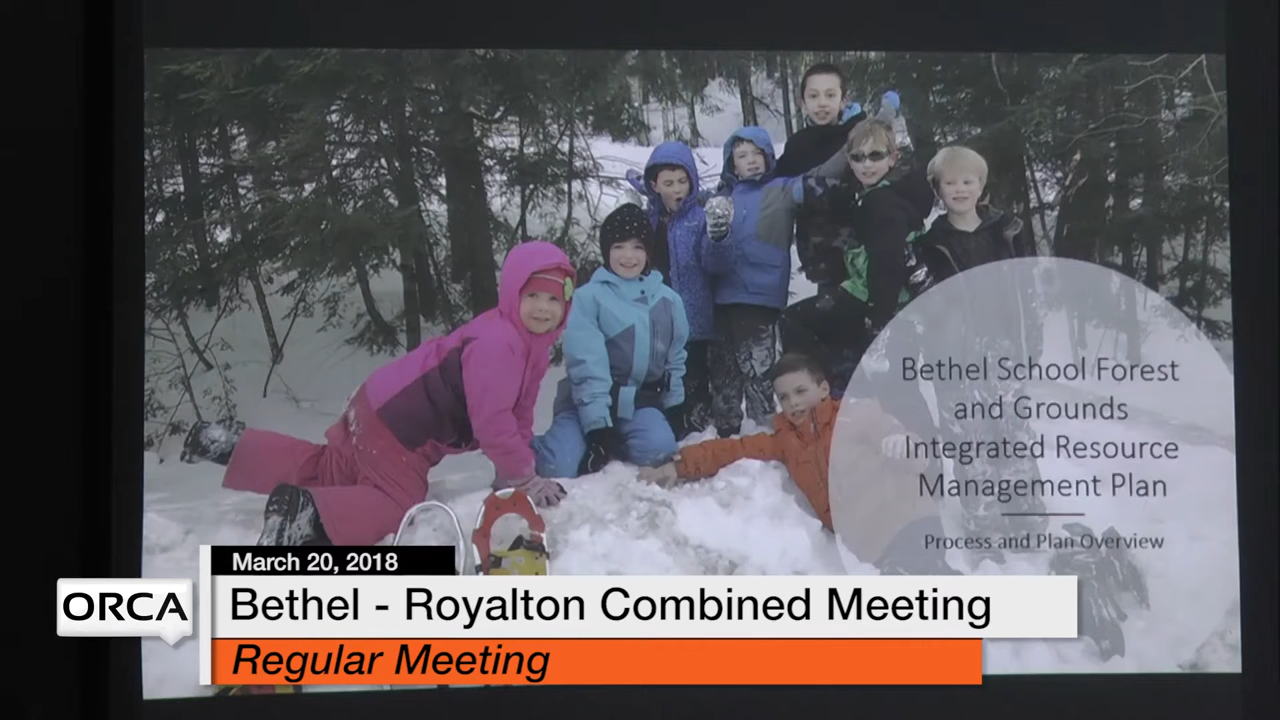 Bethel School Forest
and Grounds
Integrated Resource
Management Plan
Process and Plan Overview
March 20, 2018
ORCA
Bethel - Royalton Combined Meeting
Regular Meeting